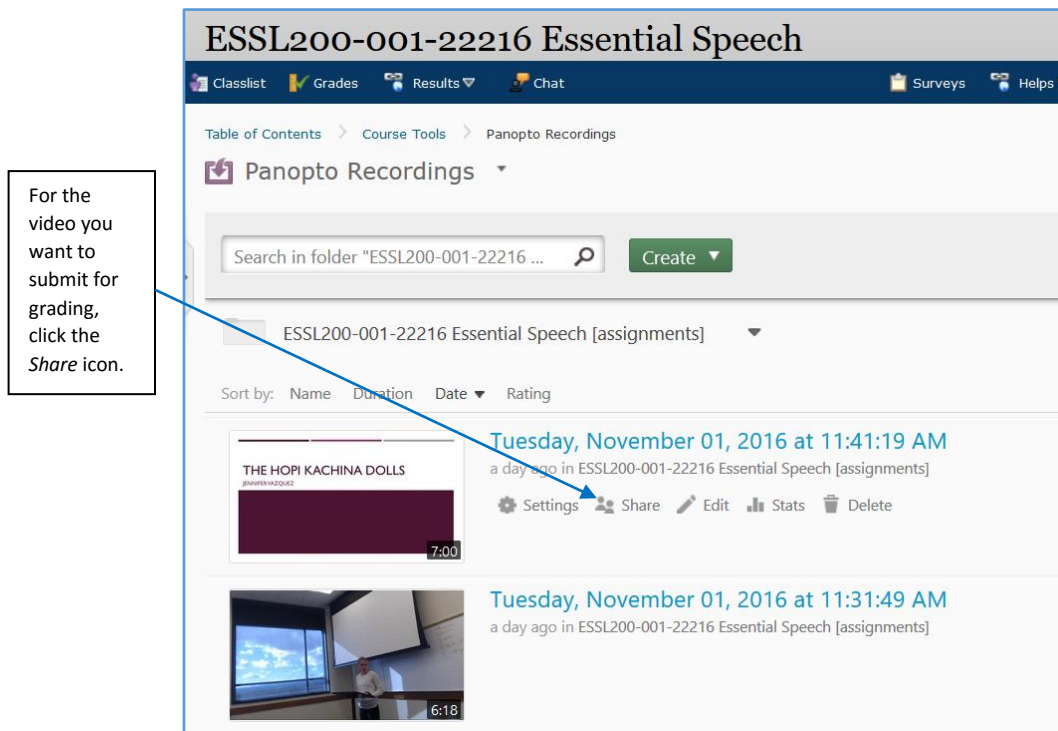 ESSL200-001-22216 Essential Speech
Classlist Grades Results Chat Surveys Helps
Table of Contents Course Tools Panopto Recordings
Panopto Recordings
For the
video you
want to
submit for
grading,
click the
Share icon.
Search in folder "ESSL200-001-22216 ... Create
ESSL200-001-22216 Essential Speech [assignments]
Sort by: Name Duration Date Rating
THE HOPI KACHINA DOLLS
JENNIFER VAZQUEZ
7:00
Tuesday, November 01, 2016 at 11:41:19 AM
a day ago in ESSL200-001-22216 Essential Speech [assignments]
Settings Share Edit Stats Delete
Tuesday, November 01, 2016 at 11:31:49 AM
a day ago in ESSL200-001-22216 Essential Speech [assignments]
6:18